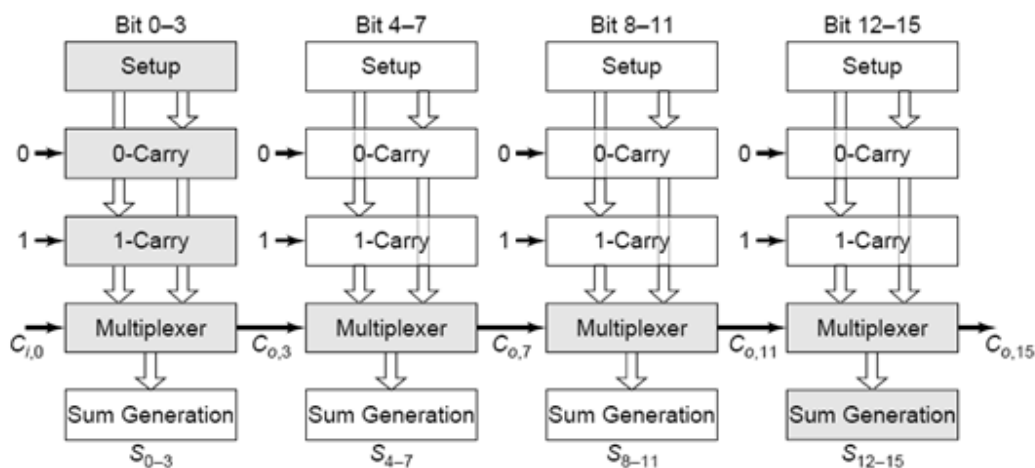 Bit 0–3 Bit 4–7 Bit 8–11 Bit 12–15
Setup Setup Setup Setup
0 0-Carry 0 0-Carry 0 0-Carry 0 0-Carry
1 1-Carry 1 1-Carry 1 1-Carry 1 1-Carry
Multiplexer Multiplexer Multiplexer Multiplexer
Ci,0 Co,3 Co,7 Co,11 Co,15
Sum Generation Sum Generation Sum Generation Sum Generation
S0–3 S4–7 S8–11 S12–15